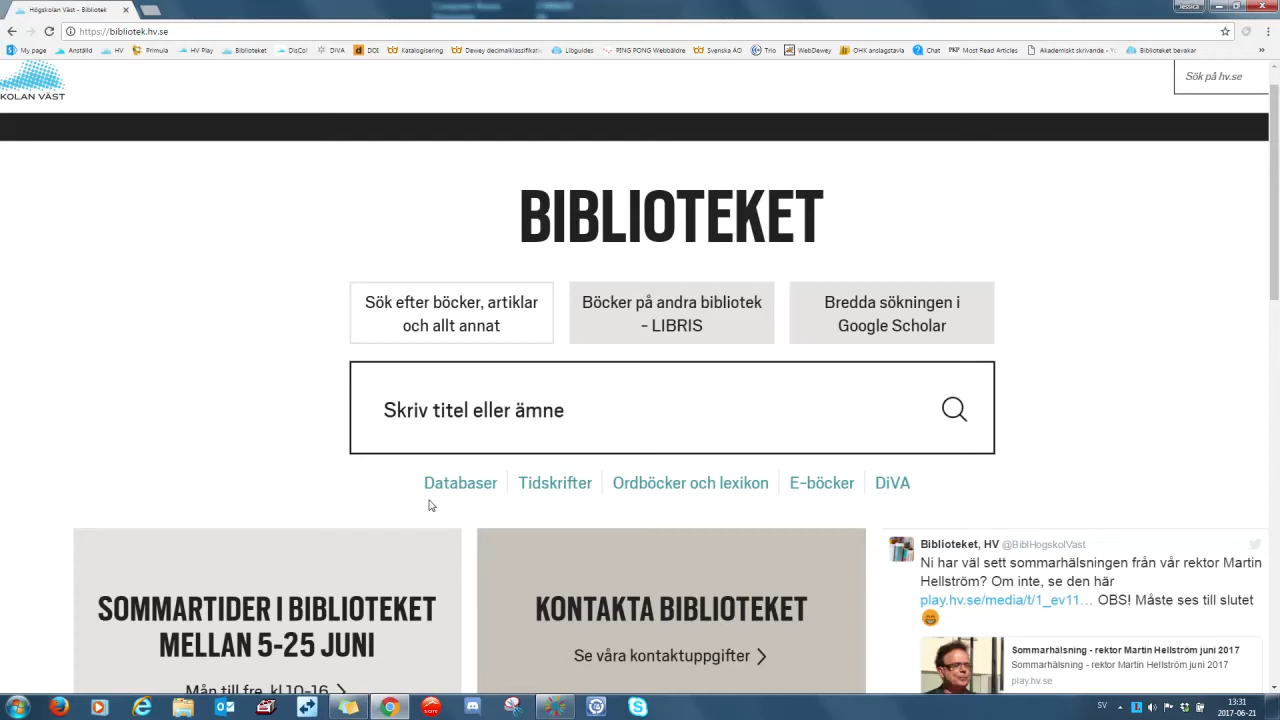 Högskolan Väst - Bibliotek
Jessica
https://bibliotek.hv.se
My page
Anställd
HV
Primula
HV Play
Biblioteket
DisCo!
DiVA
DOI
Katalogisering
Dewey decimalklassifikati
Libguides
PING PONG Webbäldre
Svenska ÄO
Trio
WebDewey
OHK anslagstavla
Chat
PKP Most Read Articles
Akademiskt skrivande -
Biblioteket bevakar
KOLAN VÄST
Sök på hv.se
BIBLIOTEKET
Sök efter böcker, artiklar
och allt annat
Böcker på andra bibliotek
- LIBRIS
Bredda sökningen i
Google Scholar
Skriv titel eller ämne
Databaser
Tidskrifter
Ordböcker och lexikon
E-böcker
DiVA
SOMMARTIDER I BIBLIOTEKET
MELLAN 5-25 JUNI
Mån till fre, kl 10-16
KONTAKTA BIBLIOTEKET
Se våra kontaktuppgifter
Biblioteket, HV @BiblHogskolVast
Ni har väl sett sommarhälsningen från vår rektor Martin
Hellström? Om inte, se den här
play.hv.se/media/t/1_ev11… OBS! Måste ses till slutet
Sommarhälsning - rektor Martin Hellström juni 2017
Sommarhälsning - rektor Martin Hellström juni 2017
play.hv.se
SV
13:31
2017-06-21